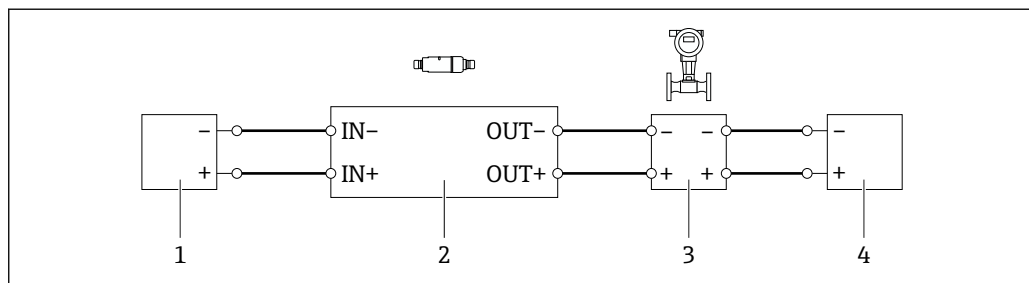 − IN− OUT− − − −
+ IN+ OUT+ + + +
1 2 3 4